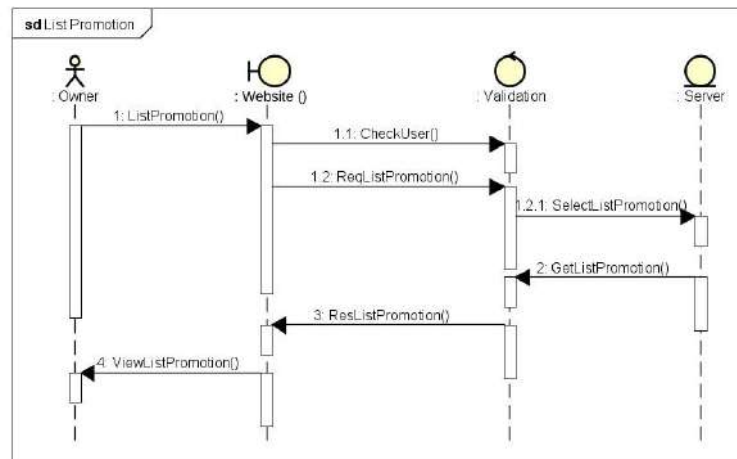 sd List Promotion
: Owner
: Website ()
: Validation
: Server
1: ListPromotion()
1.1: CheckUser()
1.2: ReqListPromotion()
1.2.1: SelectListPromotion()
2: GetListPromotion()
3: ResListPromotion()
4: ViewListPromotion()